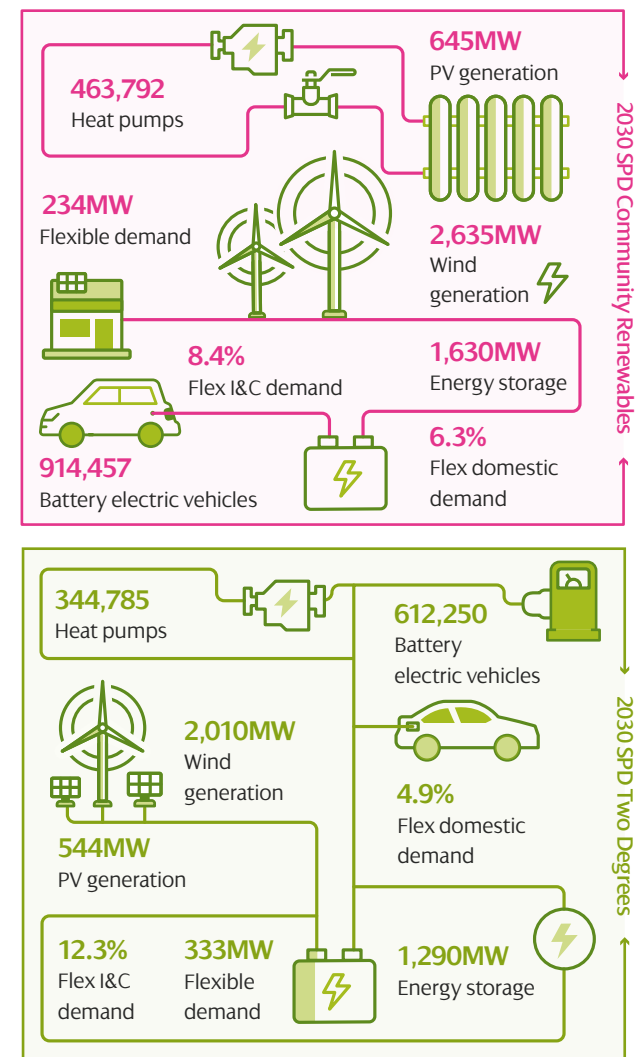 463,792
Heat pumps
645MW
PV generation
234MW
Flexible demand
2,635MW
Wind
generation
8.4%
Flex I&C demand
1,630MW
Energy storage
914,457
Battery electric vehicles
6.3%
Flex domestic
demand
2030 SPD Community Renewables
344,785
Heat pumps
612,250
Battery
electric vehicles
2,010MW
Wind
generation
544MW
PV generation
4.9%
Flex domestic
demand
12.3%
Flex I&C
demand
333MW
Flexible
demand
1,290MW
Energy storage
2030 SPD Two Degrees